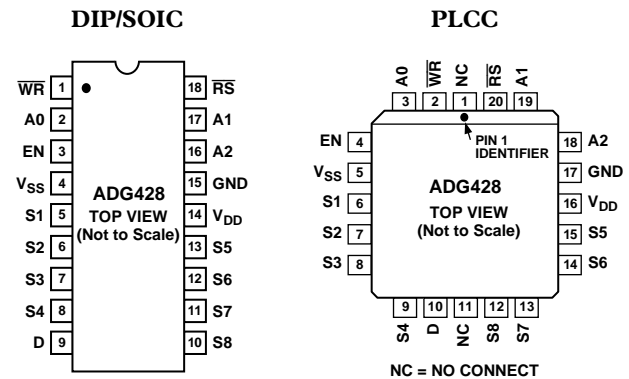 DIP/SOIC
W̅R̅ 1
A0 2
EN 3
VSS 4
S1 5
S2 6
S3 7
S4 8
D 9
18 R̅S̅
17 A1
16 A2
15 GND
14 VDD
13 S5
12 S6
11 S7
10 S8
ADG428
TOP VIEW
(Not to Scale)
PLCC
A0
W̅R̅
NC
R̅S̅
A1
3 2 1 20 19
PIN 1
IDENTIFIER
EN 4
VSS 5
S1 6
S2 7
S3 8
18 A2
17 GND
16 VDD
15 S5
14 S6
ADG428
TOP VIEW
(Not to Scale)
9 10 11 12 13
S4
D
NC
S8
S7
NC = NO CONNECT